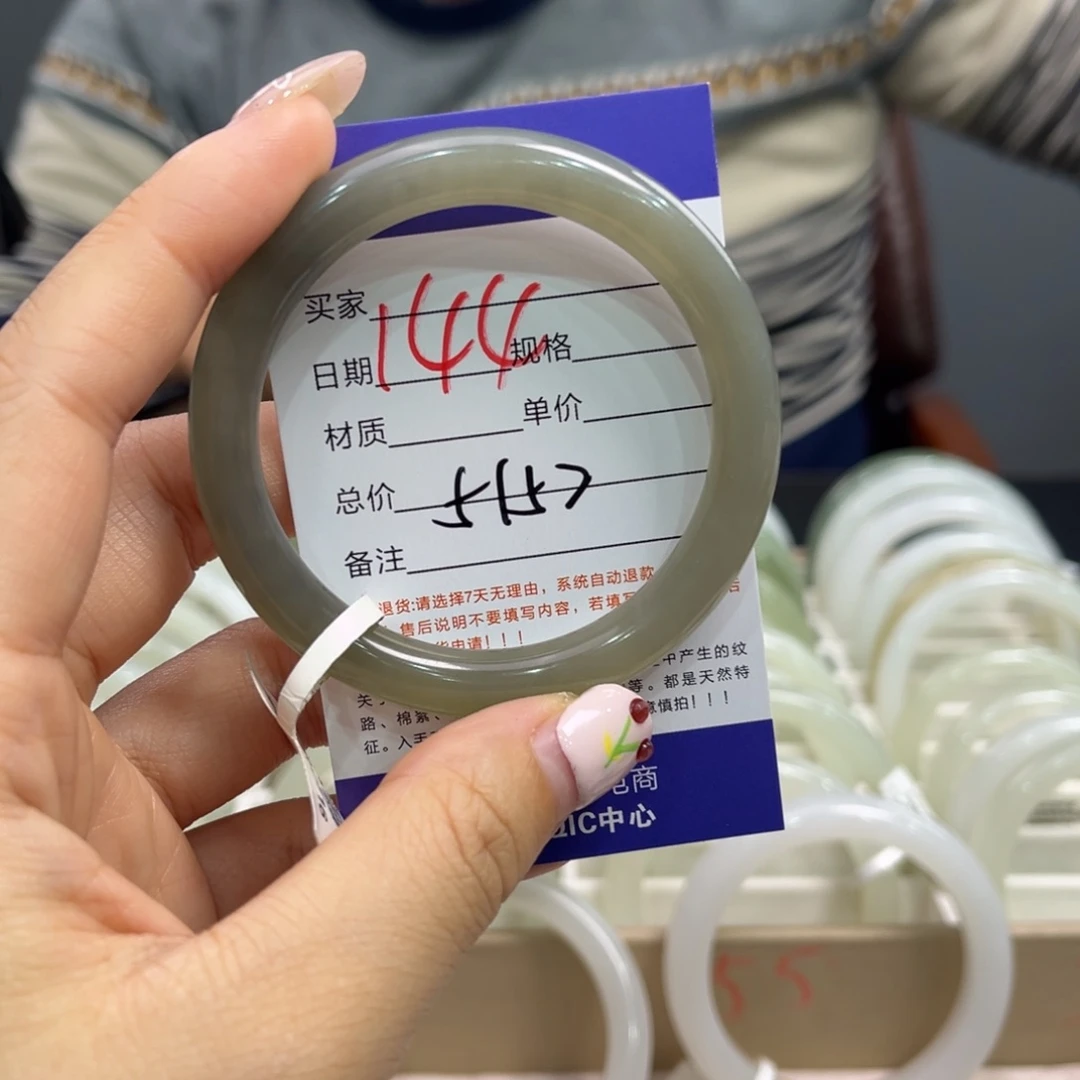 买家
144
日期 规格
材质 单价
总价
备注
退货:请选择7天无理由，系统自动退款
售后说明不要填写内容，若填写 后
货申请！！！
中产生的纹
路、棉絮、 等。都是天然特
征。入手 慎拍！！！
电商
IC中心
55